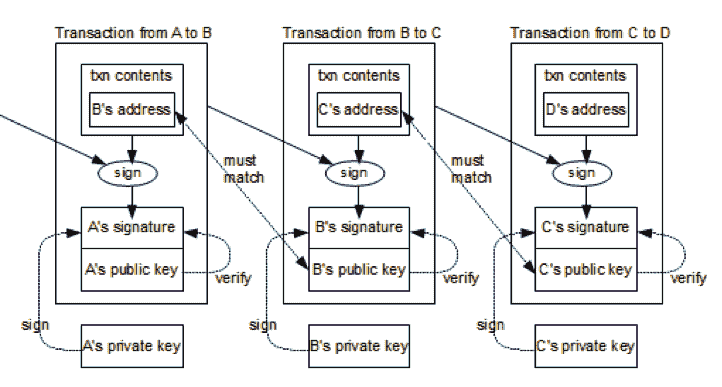 Transaction from A to B
txn contents
B's address
sign
A's signature
A's public key
verify
sign
A's private key
must
match
Transaction from B to C
txn contents
C's address
sign
B's signature
B's public key
verify
sign
B's private key
must
match
Transaction from C to D
txn contents
D's address
sign
C's signature
C's public key
verify
sign
C's private key